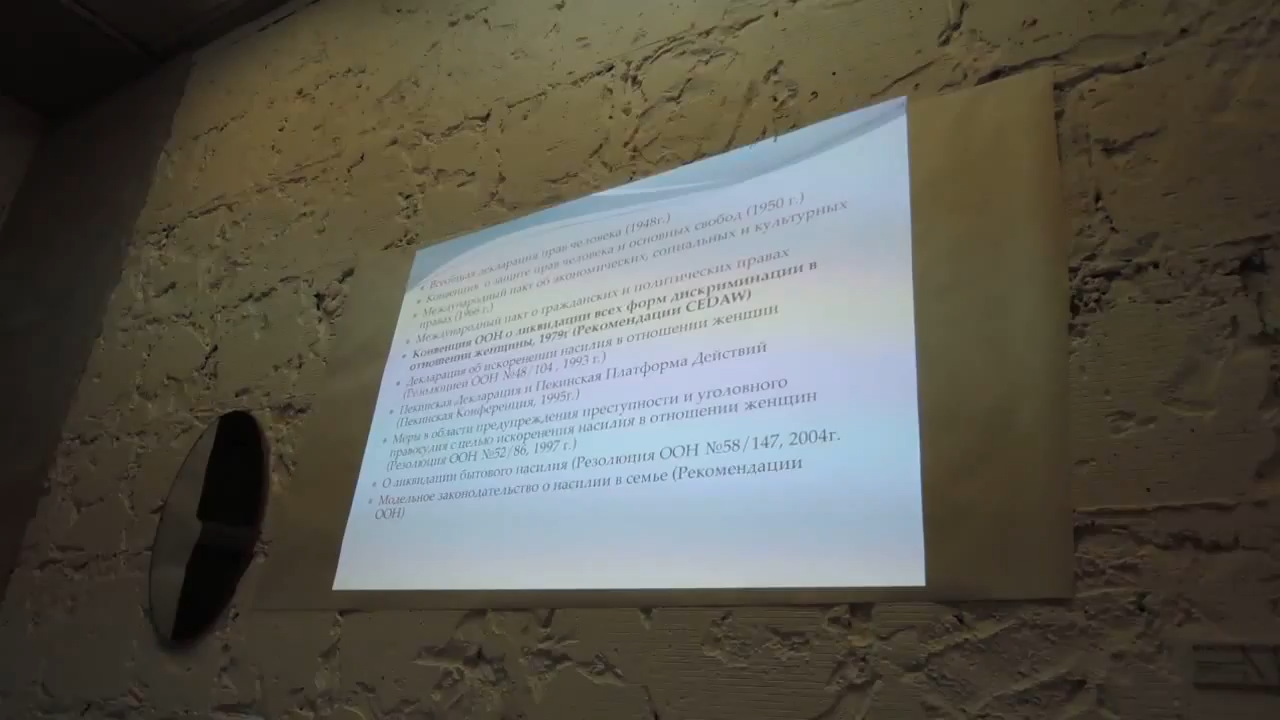 • Всеобщая декларация прав человека (1948г.)
• Конвенция о защите прав человека и основных свобод (1950 г.)
• Международный пакт об экономических, социальных и культурных
правах (1966 г.)
• Международный пакт о гражданских и политических правах
• Конвенция ООН о ликвидации всех форм дискриминации в
отношении женщины, 1979г (Рекомендации CEDAW)
• Декларация об искоренении насилия в отношении женщин
(Резолюцией ООН №48/104 , 1993 г.)
• Пекинская Декларация и Пекинская Платформа Действий
(Пекинская Конференция, 1995г.)
• Меры в области предупреждения преступности и уголовного
правосудия с целью искоренения насилия в отношении женщин
(Резолюция ООН №52/86, 1997 г.)
• О ликвидации бытового насилия (Резолюция ООН №58/147, 2004г.
• Модельное законодательство о насилии в семье (Рекомендации
ООН)